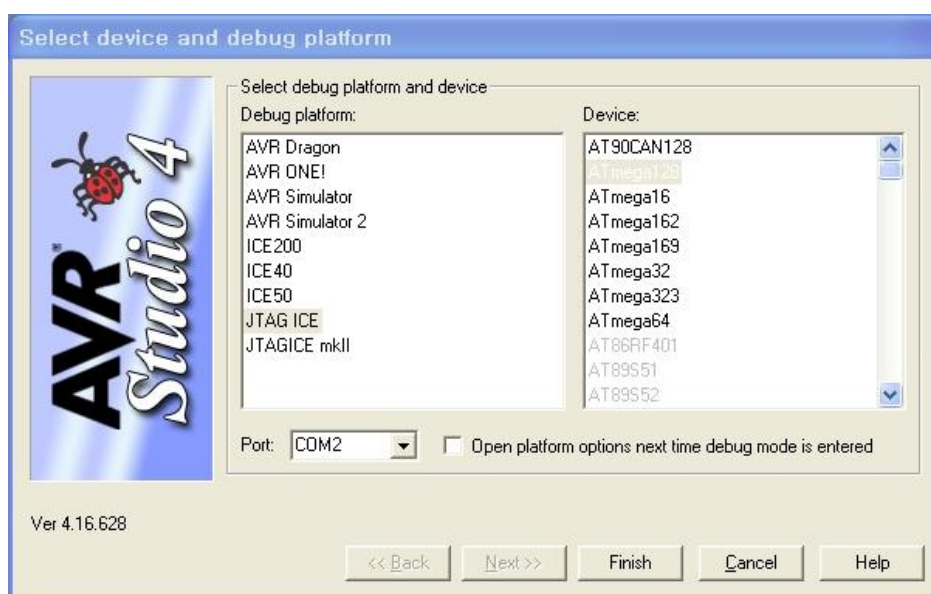 Select device and debug platform
Select debug platform and device
Debug platform:
AVR Dragon
AVR ONE!
AVR Simulator
AVR Simulator 2
ICE200
ICE40
ICE50
JTAG ICE
JTAGICE mkII
Device:
AT90CAN128
ATmega128
ATmega16
ATmega162
ATmega169
ATmega32
ATmega323
ATmega64
AT86RF401
AT89S51
AT89S52
AVR®
Studio 4
Port: COM2
Open platform options next time debug mode is entered
Ver 4.16.628
<< Back
Next >>
Finish
Cancel
Help